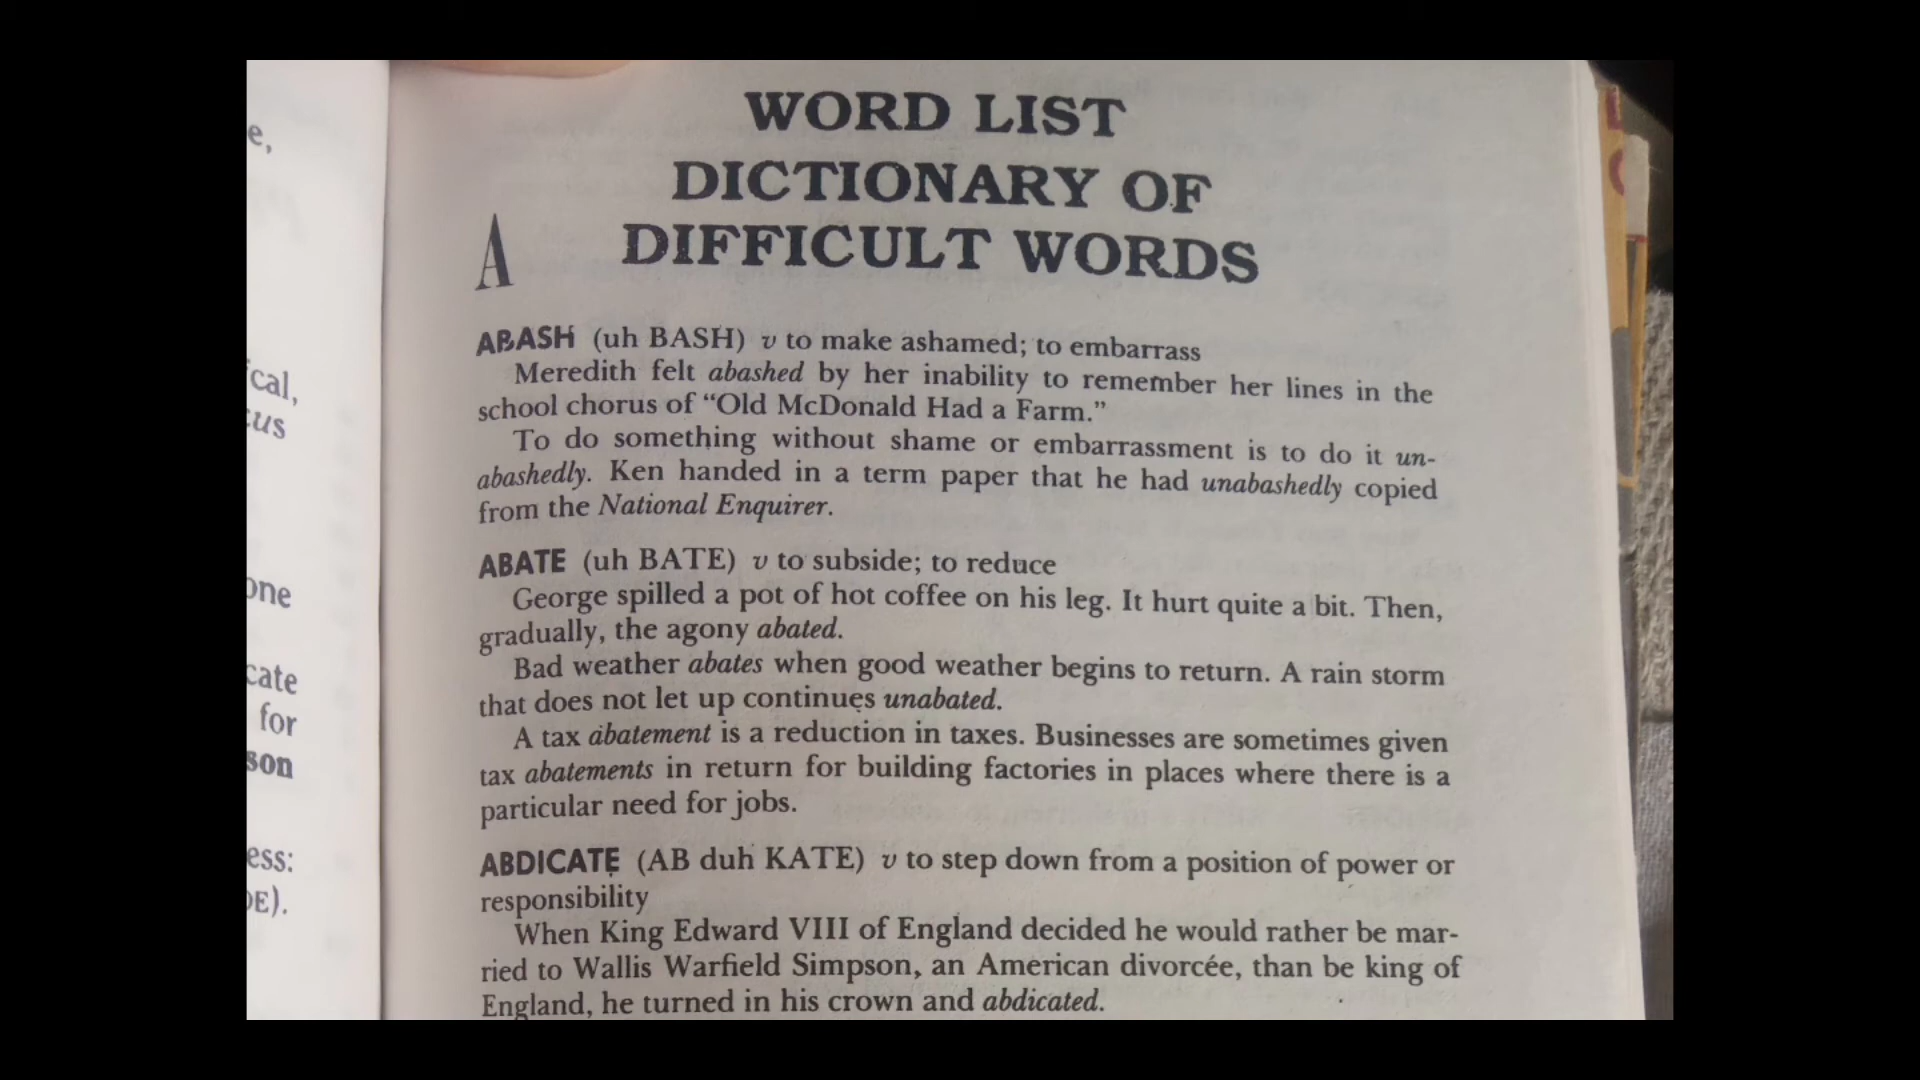 WORD LIST
DICTIONARY OF
A DIFFICULT WORDS
ABASH (uh BASH) v to make ashamed; to embarrass
Meredith felt abashed by her inability to remember her lines in the
school chorus of “Old McDonald Had a Farm.”
To do something without shame or embarrassment is to do it un-
abashedly. Ken handed in a term paper that he had unabashedly copied
from the National Enquirer.
ABATE (uh BATE) v to subside; to reduce
George spilled a pot of hot coffee on his leg. It hurt quite a bit. Then,
gradually, the agony abated.
Bad weather abates when good weather begins to return. A rain storm
that does not let up continues unabated.
A tax abatement is a reduction in taxes. Businesses are sometimes given
tax abatements in return for building factories in places where there is a
particular need for jobs.
ABDICATE (AB duh KATE) v to step down from a position of power or
responsibility
When King Edward VIII of England decided he would rather be mar-
ried to Wallis Warfield Simpson, an American divorcée, than be king of
England, he turned in his crown and abdicated.
for